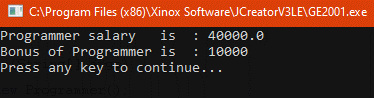 C:\Program Files (x86)\Xinox Software\JCreatorV3LE\GE2001.exe
Programmer salary   is  : 40000.0
Bonus of Programmer is : 10000
Press any key to continue...